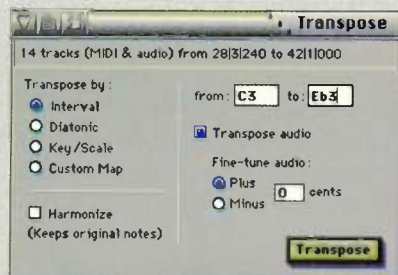 Transpose
14 tracks (MIDI & audio) from 28|3|240 to 42|1|000
Transpose by:
Interval
Diatonic
Key/Scale
Custom Map
Harmonize
(Keeps original notes)
from: C3 to: Eb3
Transpose audio
Fine-tune audio:
Plus
Minus
0 cents
Transpose